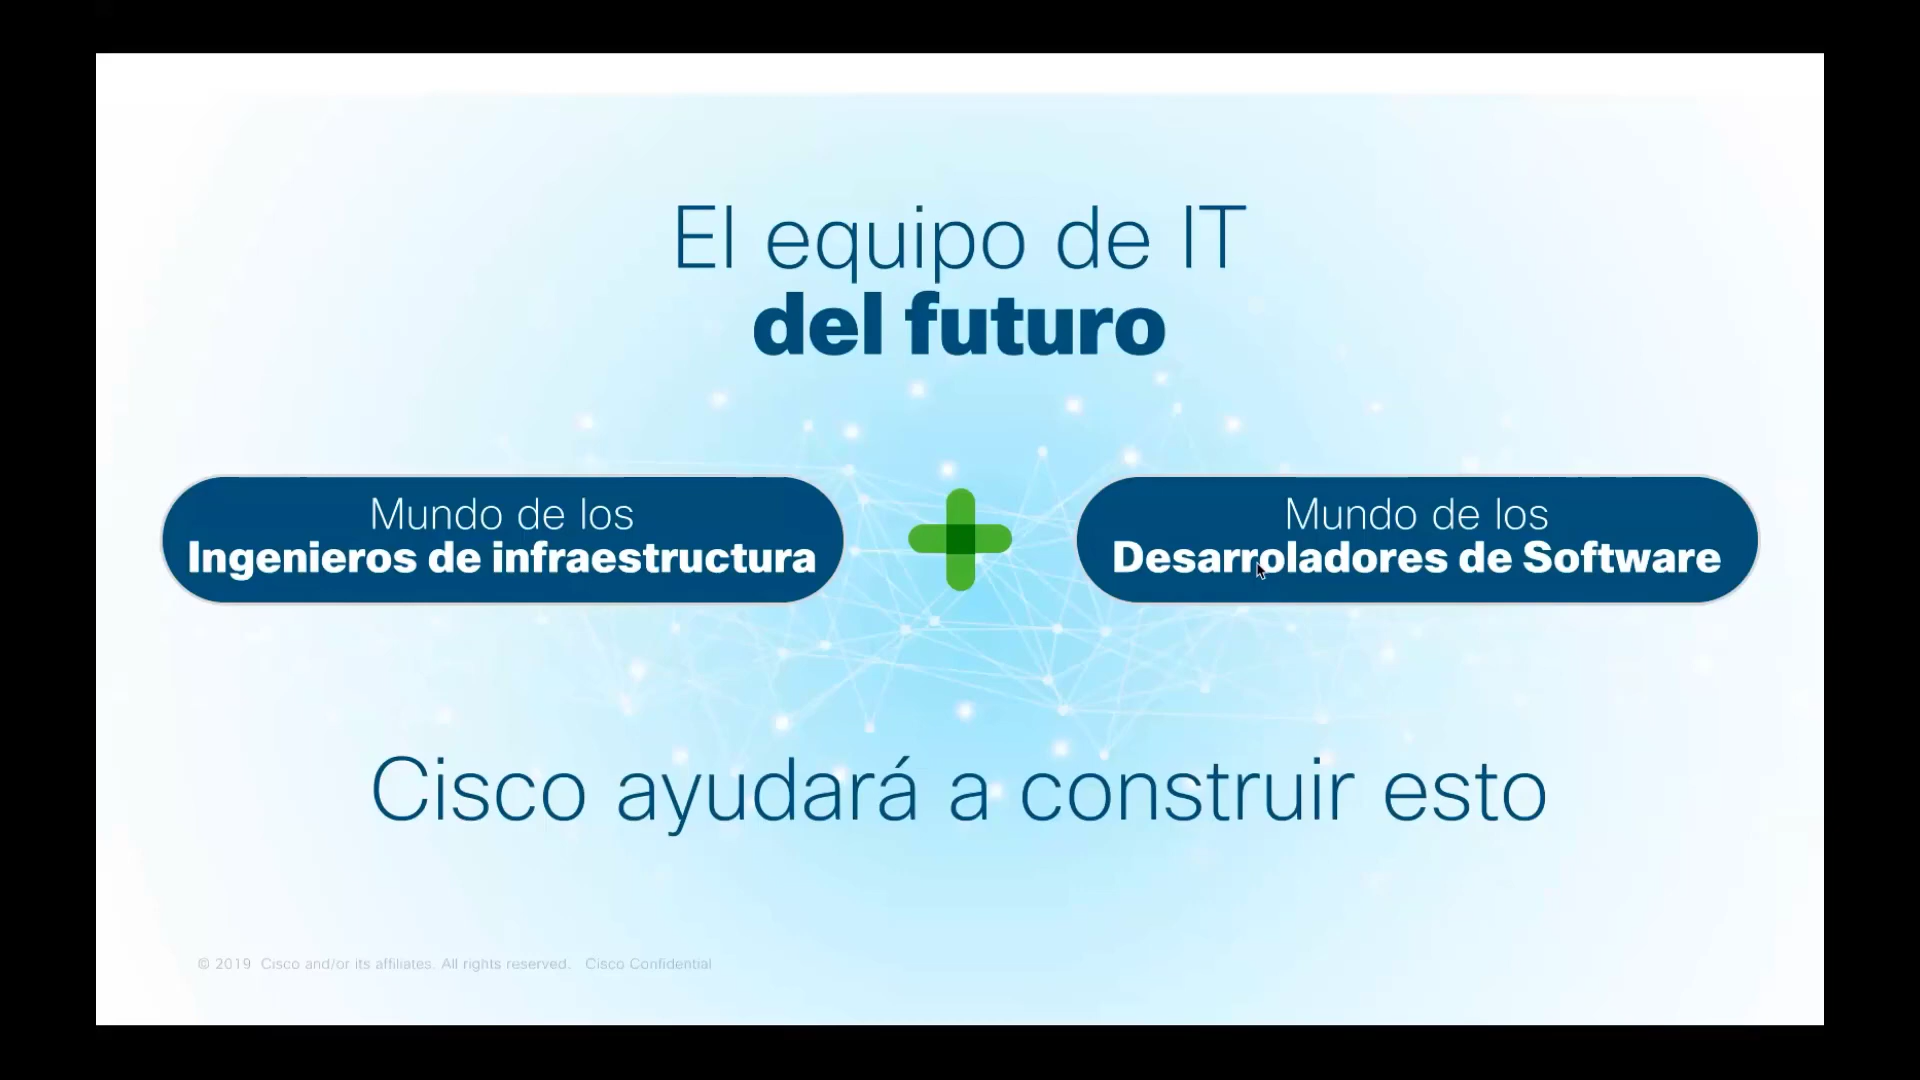 El equipo de IT
del futuro
Mundo de los
Ingenieros de infraestructura
Mundo de los
Desarroladores de Software
Cisco ayudará a construir esto
© 2019 Cisco and/or its affiliates. All rights reserved. Cisco Confidential